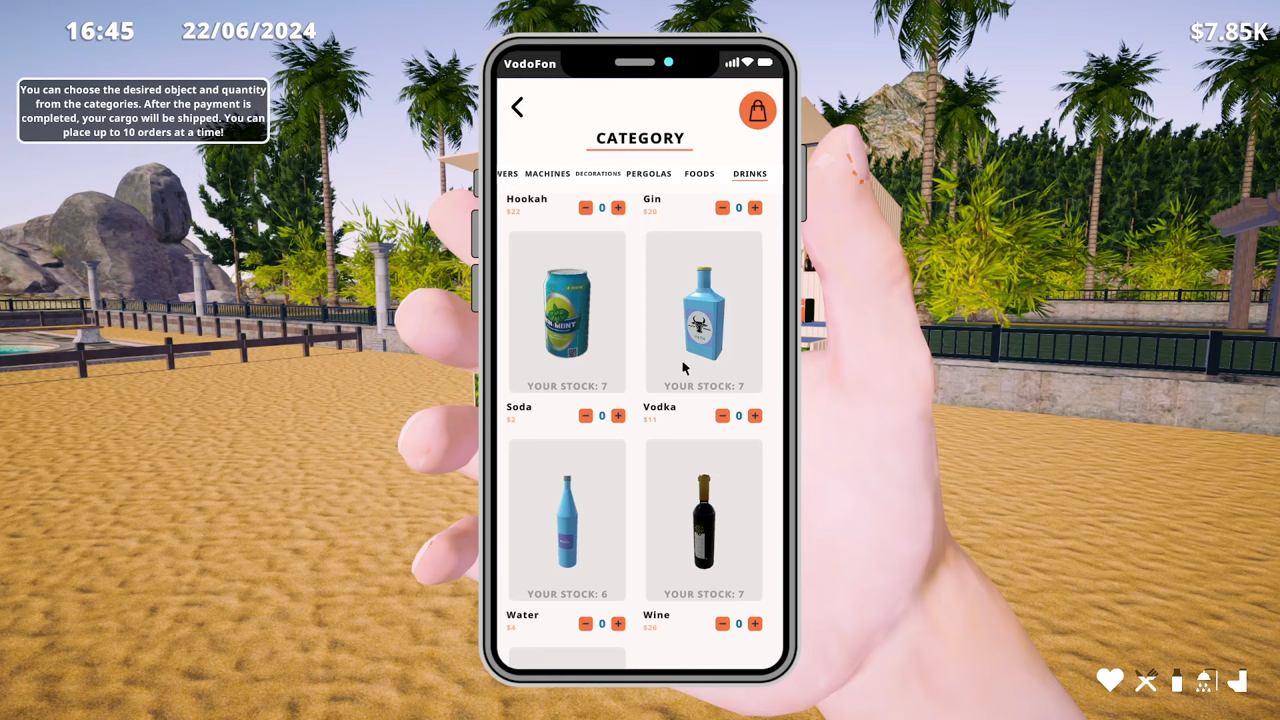 16:45
22/06/2024
$7.85K
You can choose the desired object and quantity
from the categories. After the payment is
completed, your cargo will be shipped. You can
place up to 10 orders at a time!
VodoFon
CATEGORY
WERS MACHINES DECORATIONS PERGOLAS FOODS DRINKS
Hookah
$22
0
Gin
$20
0
YOUR STOCK: 7
YOUR STOCK: 7
Soda
$2
0
Vodka
$11
0
YOUR STOCK: 6
YOUR STOCK: 7
Water
$4
0
Wine
$26
0